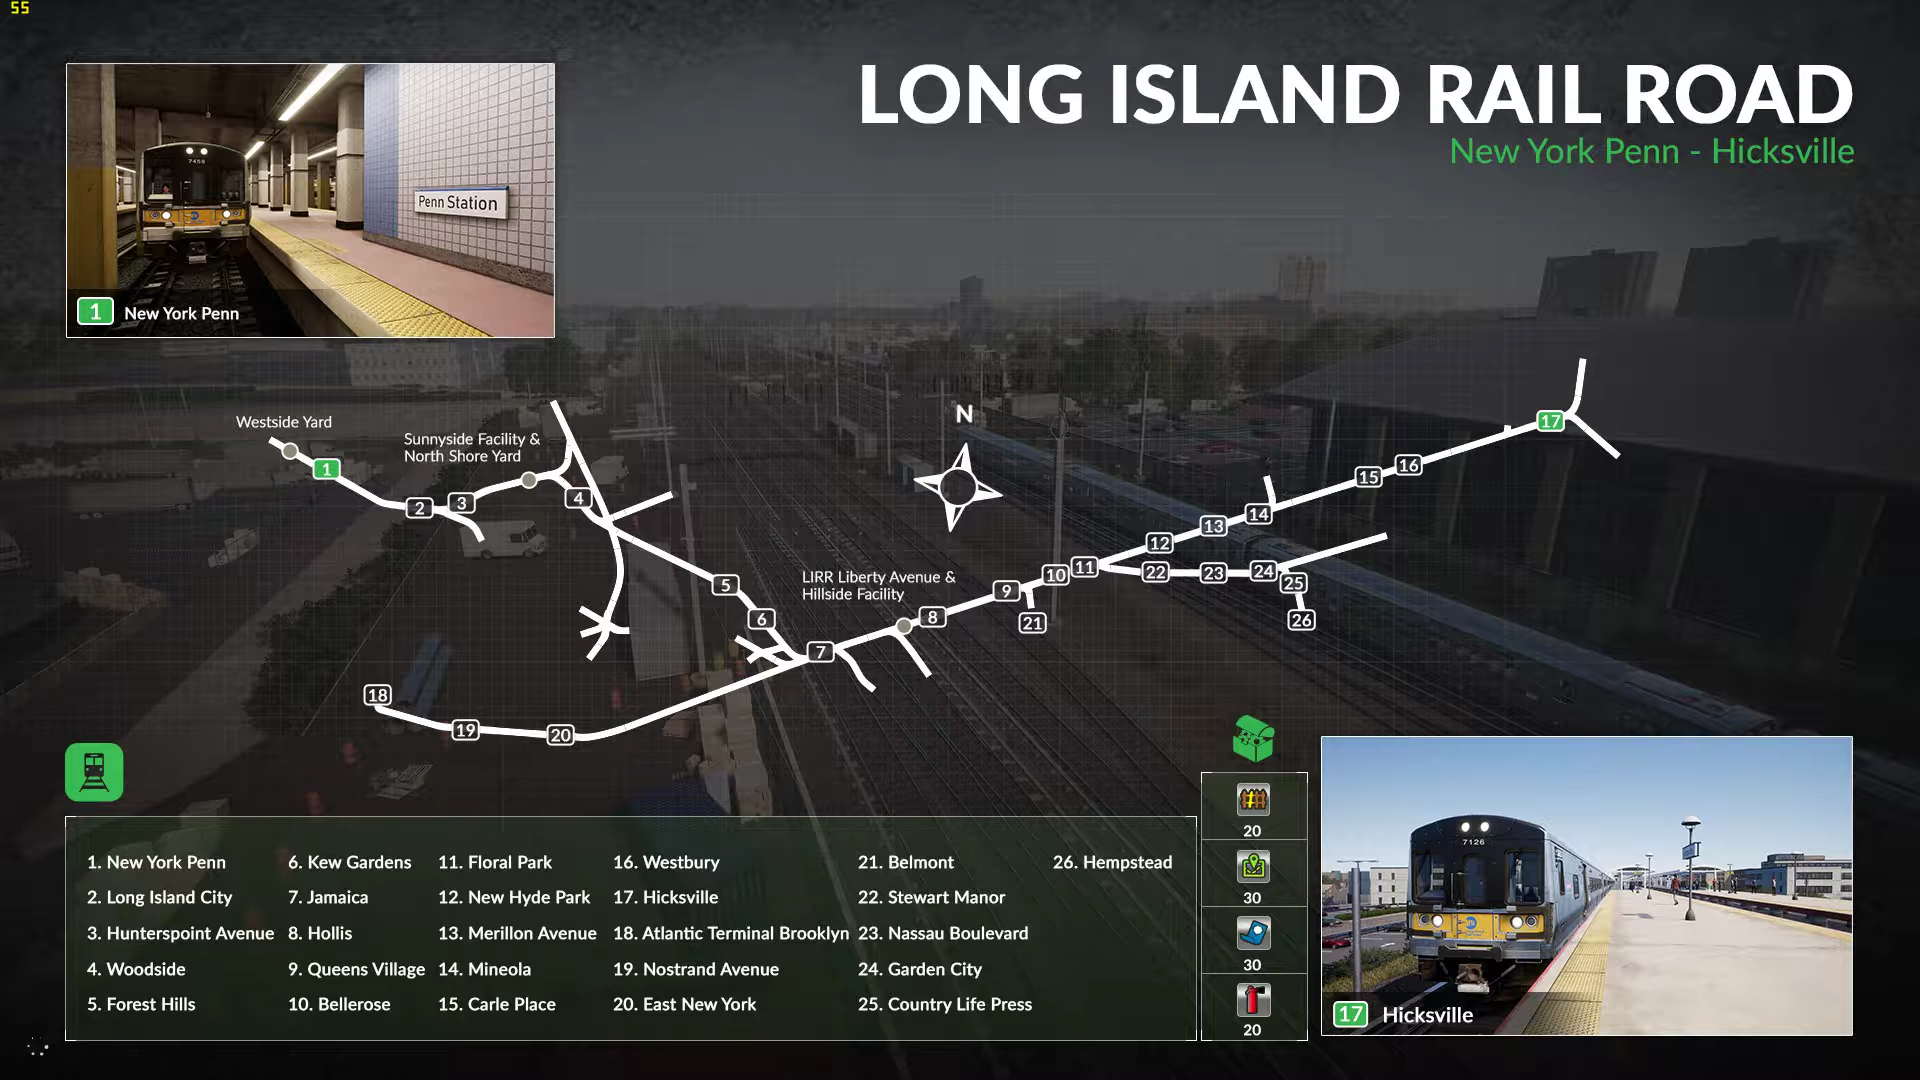 55
LONG ISLAND RAIL ROAD
New York Penn - Hicksville
7458
Penn Station
1 New York Penn
Westside Yard
1
Sunnyside Facility &
North Shore Yard
2
3
4
N
5
6
LIRR Liberty Avenue &
Hillside Facility
7
8
9
10
11
12
13
14
15
16
17
18
19
20
21
22
23
24
25
26
1. New York Penn
2. Long Island City
3. Hunterspoint Avenue
4. Woodside
5. Forest Hills
6. Kew Gardens
7. Jamaica
8. Hollis
9. Queens Village
10. Bellerose
11. Floral Park
12. New Hyde Park
13. Merillon Avenue
14. Mineola
15. Carle Place
16. Westbury
17. Hicksville
18. Atlantic Terminal Brooklyn
19. Nostrand Avenue
20. East New York
21. Belmont
22. Stewart Manor
23. Nassau Boulevard
24. Garden City
25. Country Life Press
26. Hempstead
20
30
30
20
7126
17 Hicksville